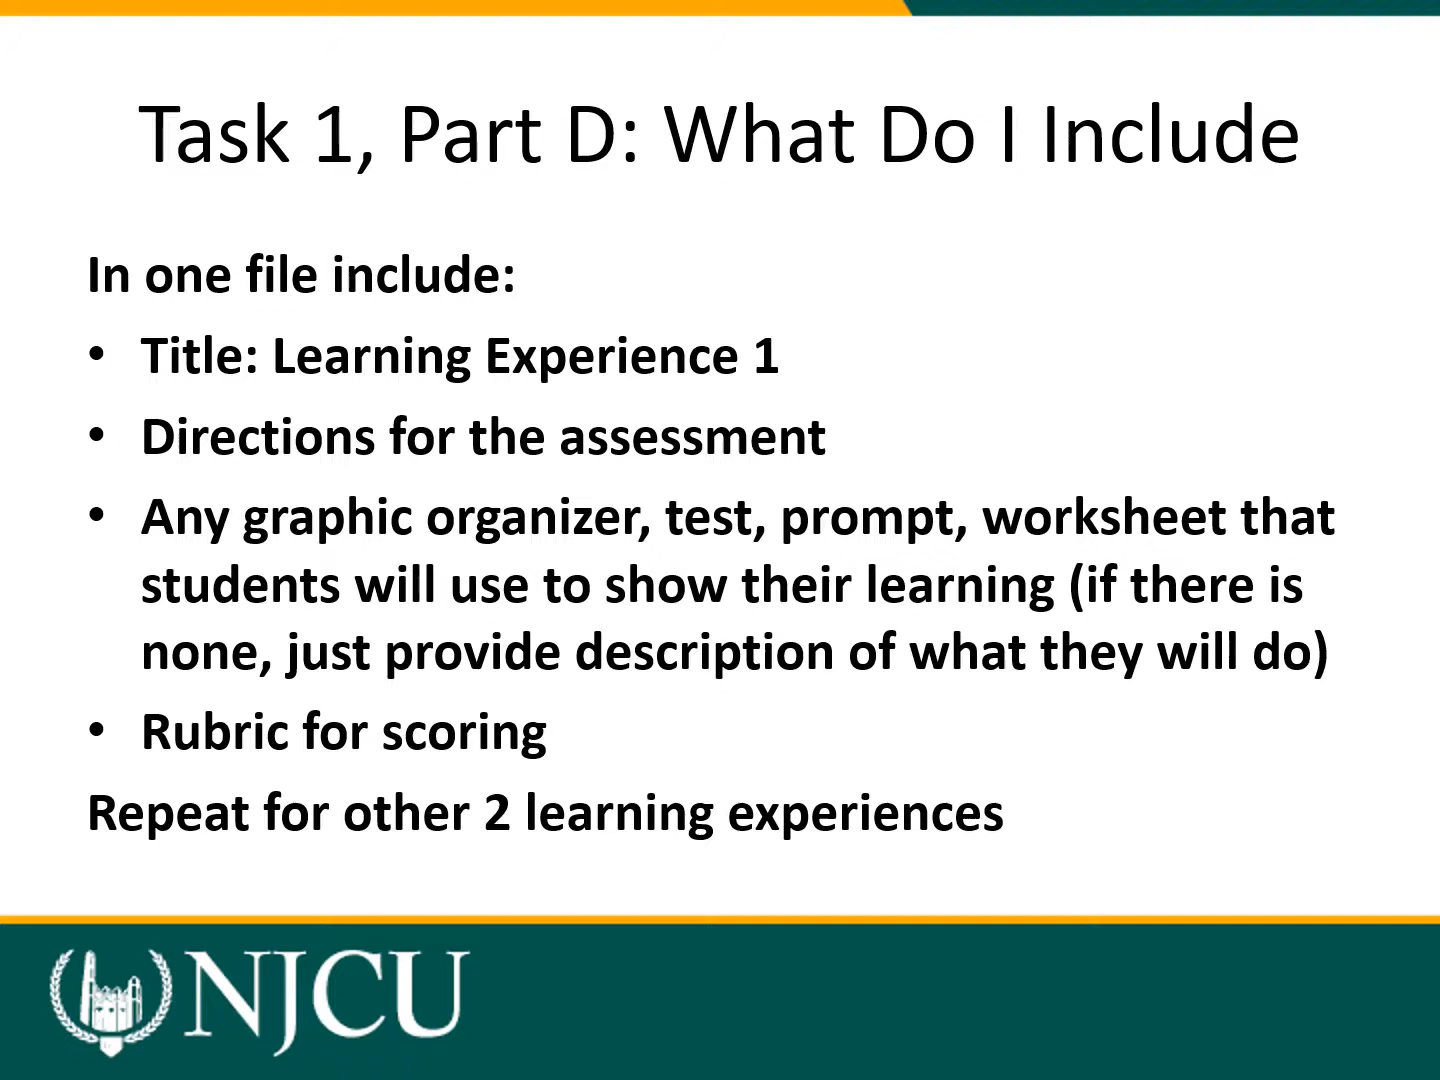 Task 1, Part D: What Do I Include
In one file include:
• Title: Learning Experience 1
• Directions for the assessment
• Any graphic organizer, test, prompt, worksheet that
students will use to show their learning (if there is
none, just provide description of what they will do)
• Rubric for scoring
Repeat for other 2 learning experiences
NJCU